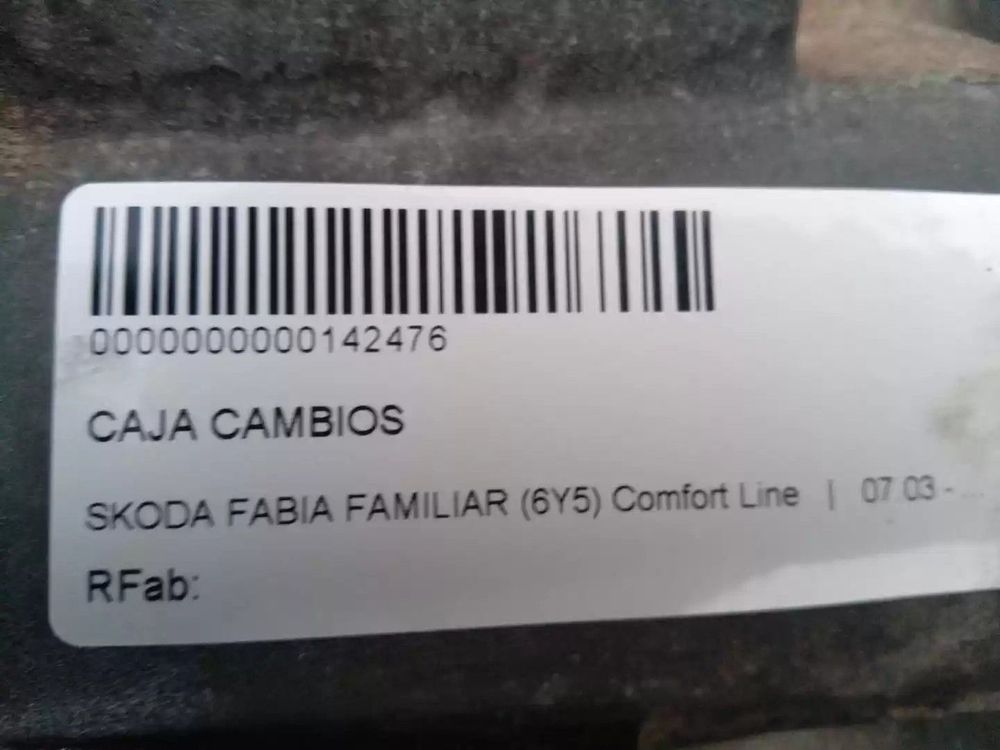 0000000000142476
CAJA CAMBIOS
SKODA FABIA FAMILIAR (6Y5) Comfort Line | 07 03 - ...
RFab: